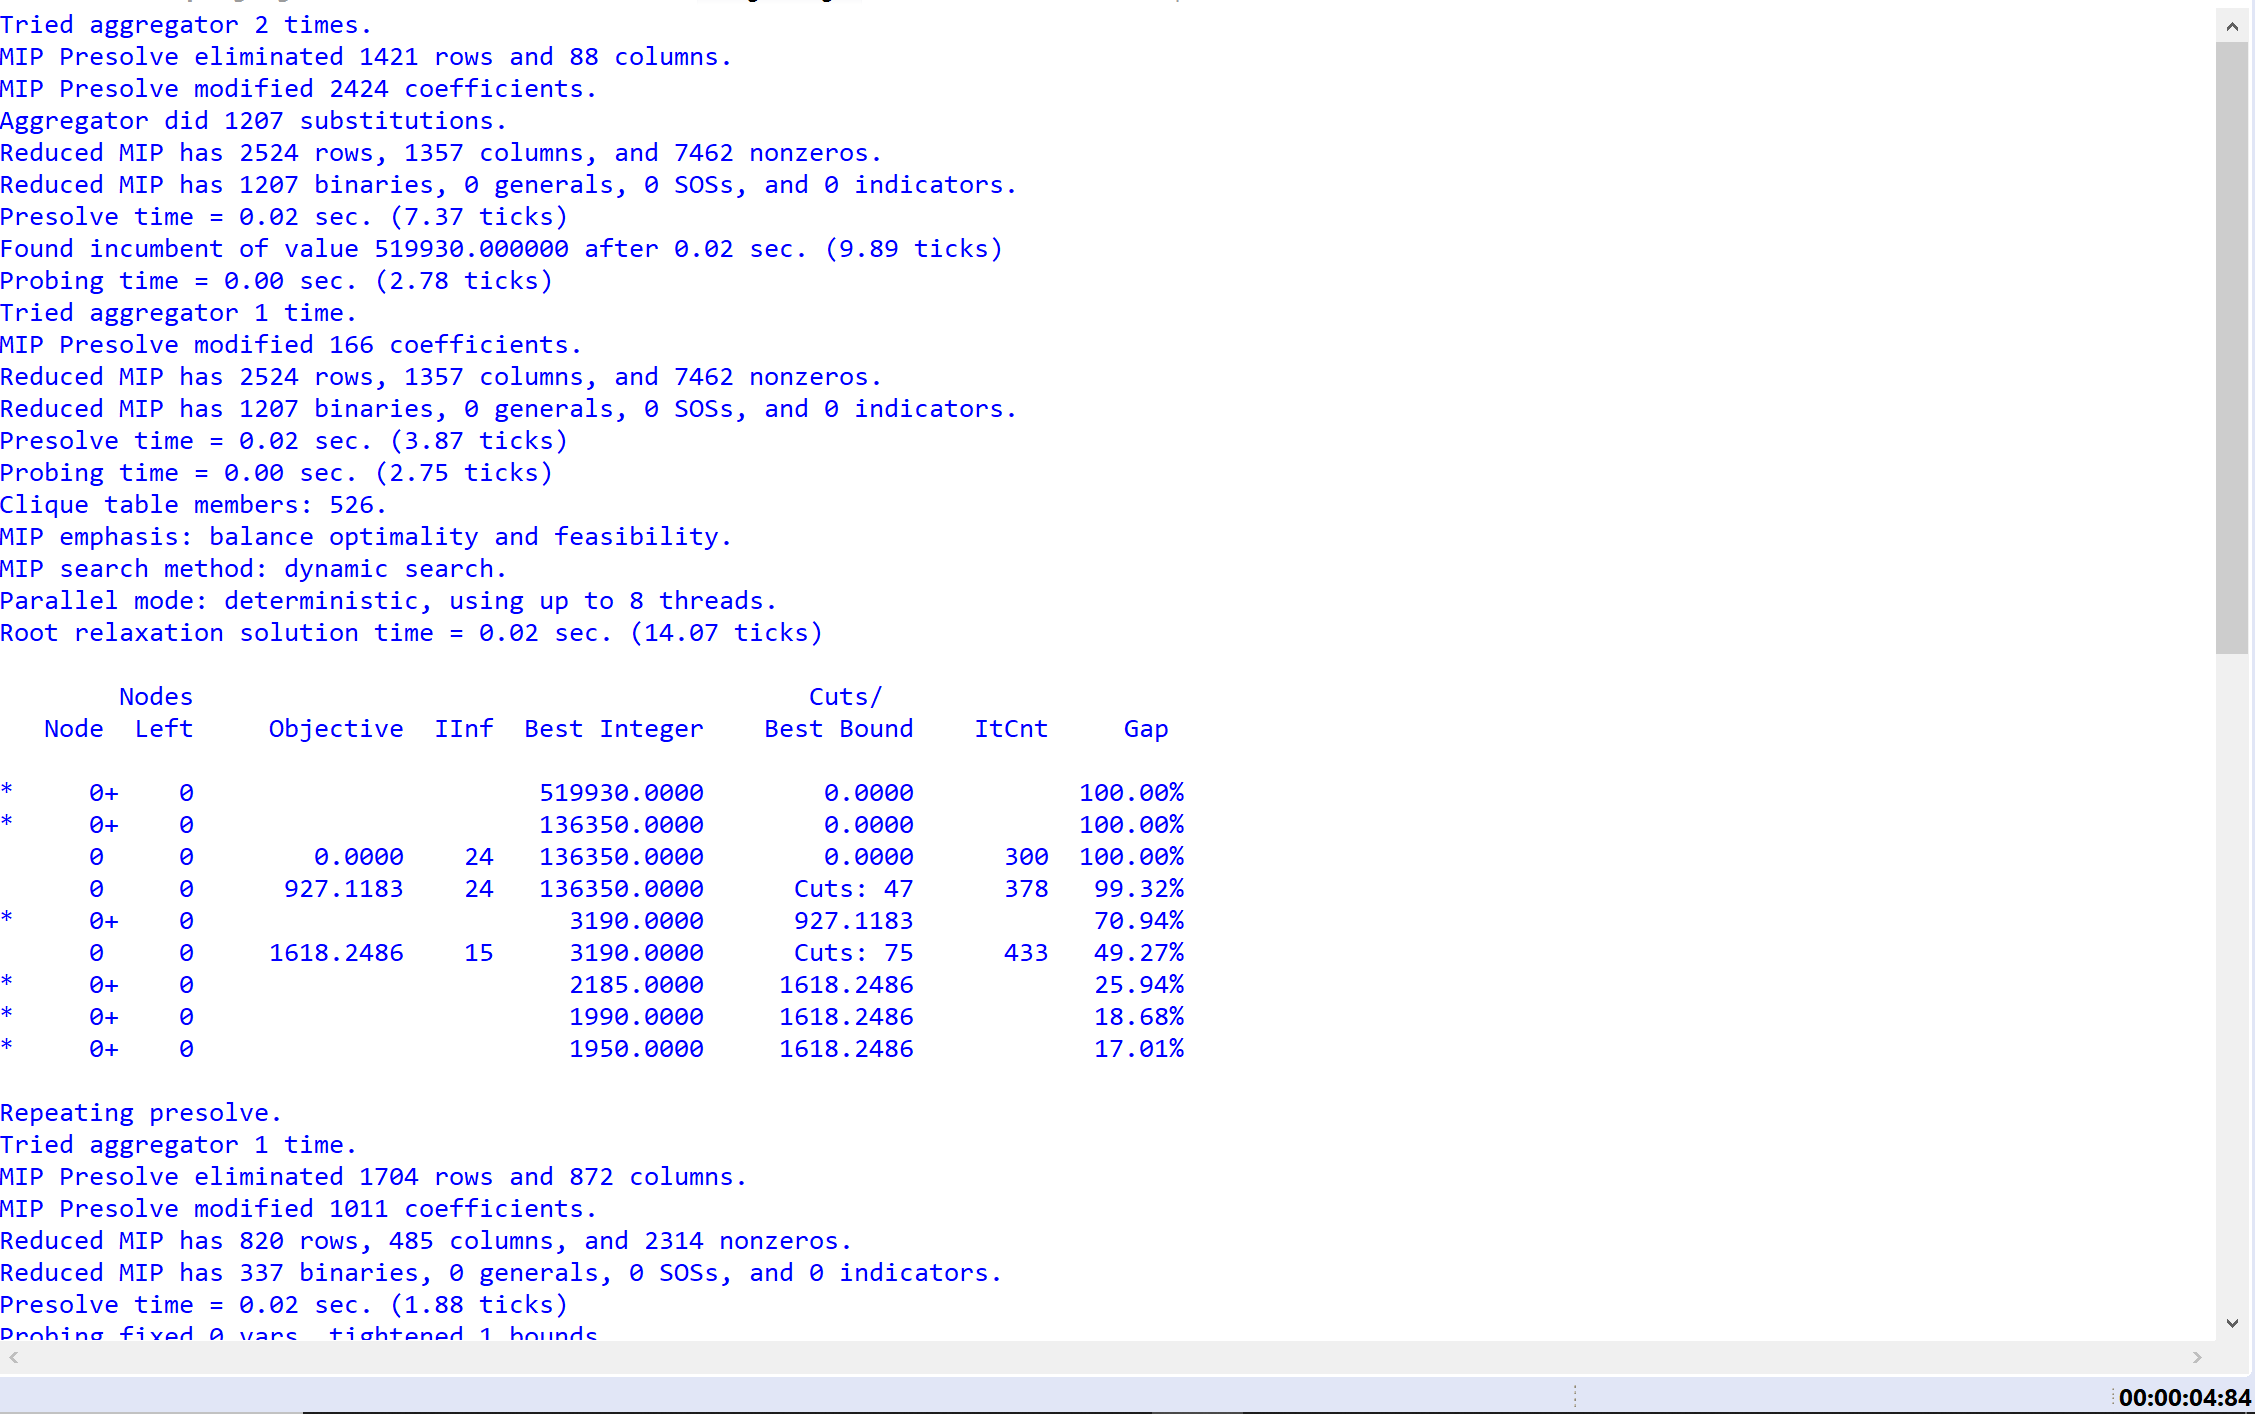 Tried aggregator 2 times.
MIP Presolve eliminated 1421 rows and 88 columns.
MIP Presolve modified 2424 coefficients.
Aggregator did 1207 substitutions.
Reduced MIP has 2524 rows, 1357 columns, and 7462 nonzeros.
Reduced MIP has 1207 binaries, 0 generals, 0 SOSs, and 0 indicators.
Presolve time = 0.02 sec. (7.37 ticks)
Found incumbent of value 519930.000000 after 0.02 sec. (9.89 ticks)
Probing time = 0.00 sec. (2.78 ticks)
Tried aggregator 1 time.
MIP Presolve modified 166 coefficients.
Reduced MIP has 2524 rows, 1357 columns, and 7462 nonzeros.
Reduced MIP has 1207 binaries, 0 generals, 0 SOSs, and 0 indicators.
Presolve time = 0.02 sec. (3.87 ticks)
Probing time = 0.00 sec. (2.75 ticks)
Clique table members: 526.
MIP emphasis: balance optimality and feasibility.
MIP search method: dynamic search.
Parallel mode: deterministic, using up to 8 threads.
Root relaxation solution time = 0.02 sec. (14.07 ticks)
Nodes Cuts/
Node Left Objective IInf Best Integer Best Bound ItCnt Gap
* 0+ 0 519930.0000 0.0000 100.00%
* 0+ 0 136350.0000 0.0000 100.00%
0 0 0.0000 24 136350.0000 0.0000 300 100.00%
0 0 927.1183 24 136350.0000 Cuts: 47 378 99.32%
* 0+ 0 3190.0000 927.1183 70.94%
0 0 1618.2486 15 3190.0000 Cuts: 75 433 49.27%
* 0+ 0 2185.0000 1618.2486 25.94%
* 0+ 0 1990.0000 1618.2486 18.68%
* 0+ 0 1950.0000 1618.2486 17.01%
Repeating presolve.
Tried aggregator 1 time.
MIP Presolve eliminated 1704 rows and 872 columns.
MIP Presolve modified 1011 coefficients.
Reduced MIP has 820 rows, 485 columns, and 2314 nonzeros.
Reduced MIP has 337 binaries, 0 generals, 0 SOSs, and 0 indicators.
Presolve time = 0.02 sec. (1.88 ticks)
Probing fixed 0 vars, tightened 1 bounds
00:00:04:84